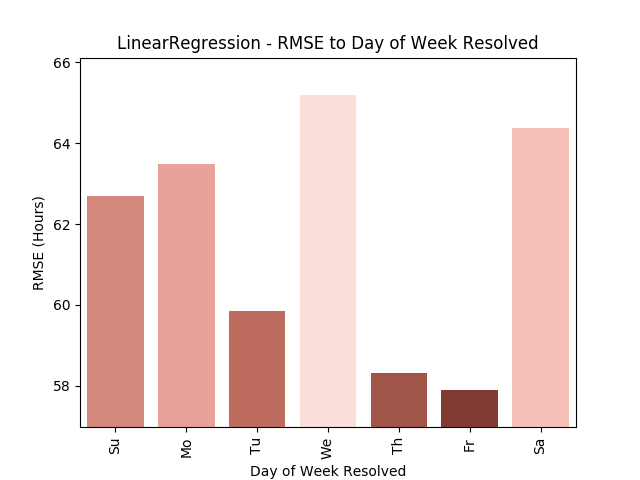 LinearRegression - RMSE to Day of Week Resolved
66
64
62
60
58
RMSE (Hours)
Su
Mo
Tu
We
Th
Fr
Sa
Day of Week Resolved